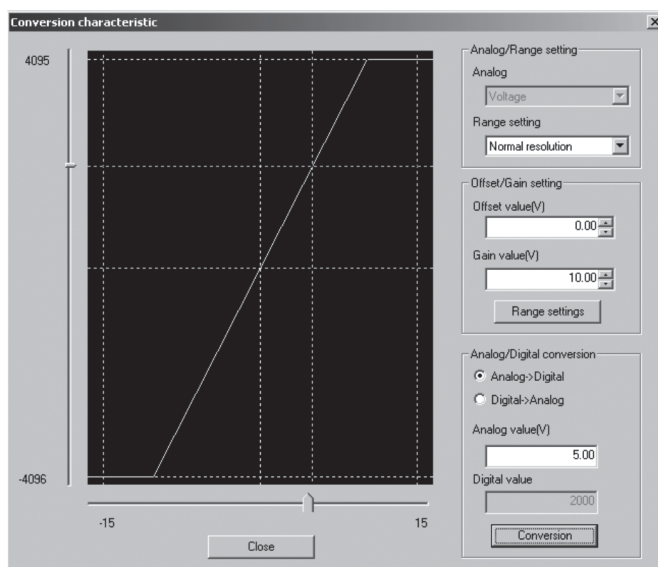 Conversion characteristic
4095
-4096
-15
15
Close
Analog/Range setting
Analog
Voltage
Range setting
Normal resolution
Offset/Gain setting
Offset value(V)
0.00
Gain value(V)
10.00
Range settings
Analog/Digital conversion
Analog->Digital
Digital->Analog
Analog value(V)
5.00
Digital value
2000
Conversion